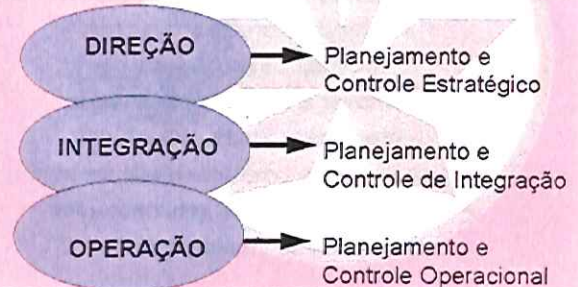 DIREÇÃO
Planejamento e
Controle Estratégico
INTEGRAÇÃO
Planejamento e
Controle de Integração
OPERAÇÃO
Planejamento e
Controle Operacional